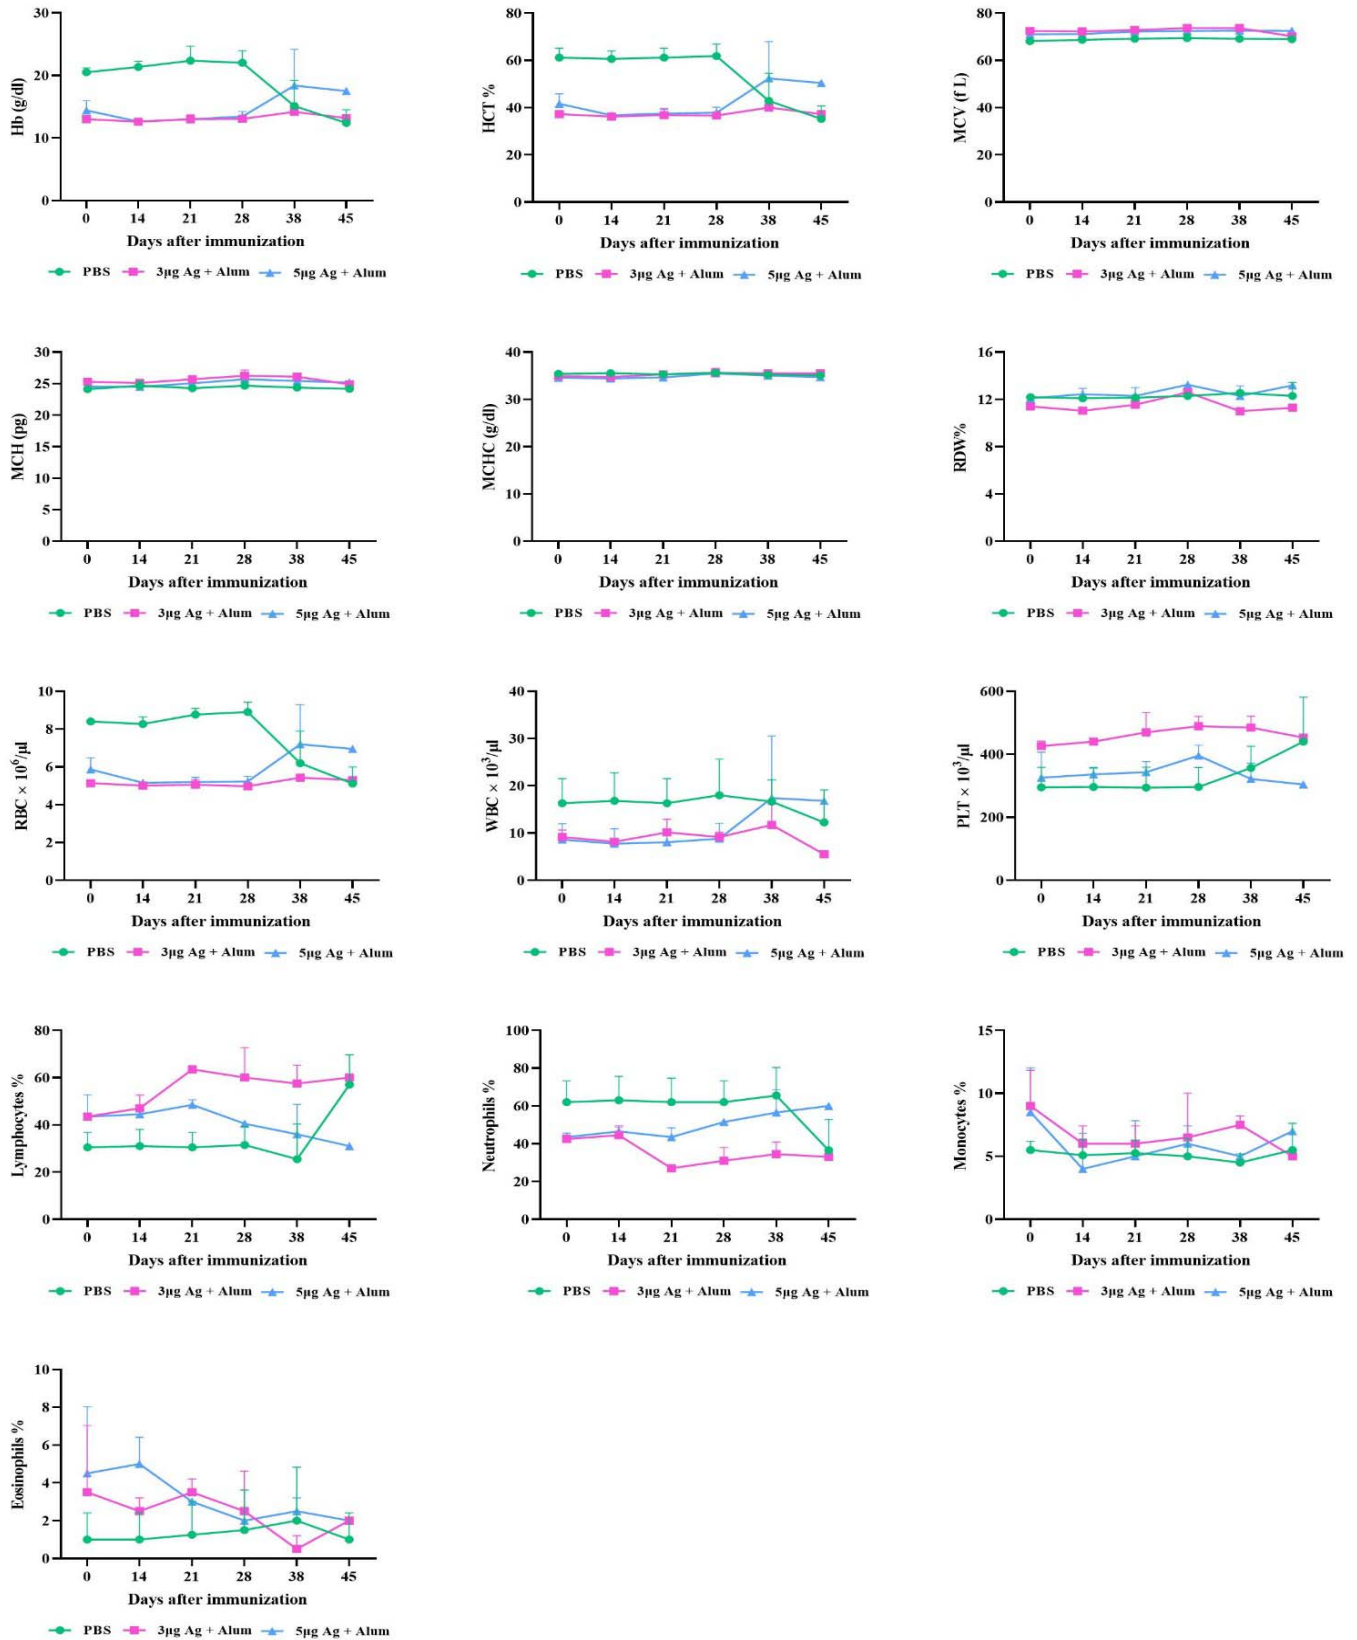 30
20
10
0
Hb (g/dl)
0 14 21 28 38 45
Days after immunization
PBS 3µg Ag + Alum 5µg Ag + Alum
80
60
40
20
0
HCT %
0 14 21 28 38 45
Days after immunization
PBS 3µg Ag + Alum 5µg Ag + Alum
80
60
40
20
0
MCV (f L)
0 14 21 28 38 45
Days after immunization
PBS 3µg Ag + Alum 5µg Ag + Alum
30
25
20
15
10
5
0
MCH (pg)
0 14 21 28 38 45
Days after immunization
PBS 3µg Ag + Alum 5µg Ag + Alum
40
30
20
10
0
MCHC (g/dl)
0 14 21 28 38 45
Days after immunization
PBS 3µg Ag + Alum 5µg Ag + Alum
16
12
8
4
0
RDW%
0 14 21 28 38 45
Days after immunization
PBS 3µg Ag + Alum 5µg Ag + Alum
10
8
6
4
2
0
RBC × 10⁶/µl
0 14 21 28 38 45
Days after immunization
PBS 3µg Ag + Alum 5µg Ag + Alum
40
30
20
10
0
WBC × 10³/µl
0 14 21 28 38 45
Days after immunization
PBS 3µg Ag + Alum 5µg Ag + Alum
600
400
200
0
PLT × 10³/µl
0 14 21 28 38 45
Days after immunization
PBS 3µg Ag + Alum 5µg Ag + Alum
80
60
40
20
0
Lymphocytes %
0 14 21 28 38 45
Days after immunization
PBS 3µg Ag + Alum 5µg Ag + Alum
100
80
60
40
20
0
Neutrophils %
0 14 21 28 38 45
Days after immunization
PBS 3µg Ag + Alum 5µg Ag + Alum
15
10
5
0
Monocytes %
0 14 21 28 38 45
Days after immunization
PBS 3µg Ag + Alum 5µg Ag + Alum
10
8
6
4
2
0
Eosinophils %
0 14 21 28 38 45
Days after immunization
PBS 3µg Ag + Alum 5µg Ag + Alum